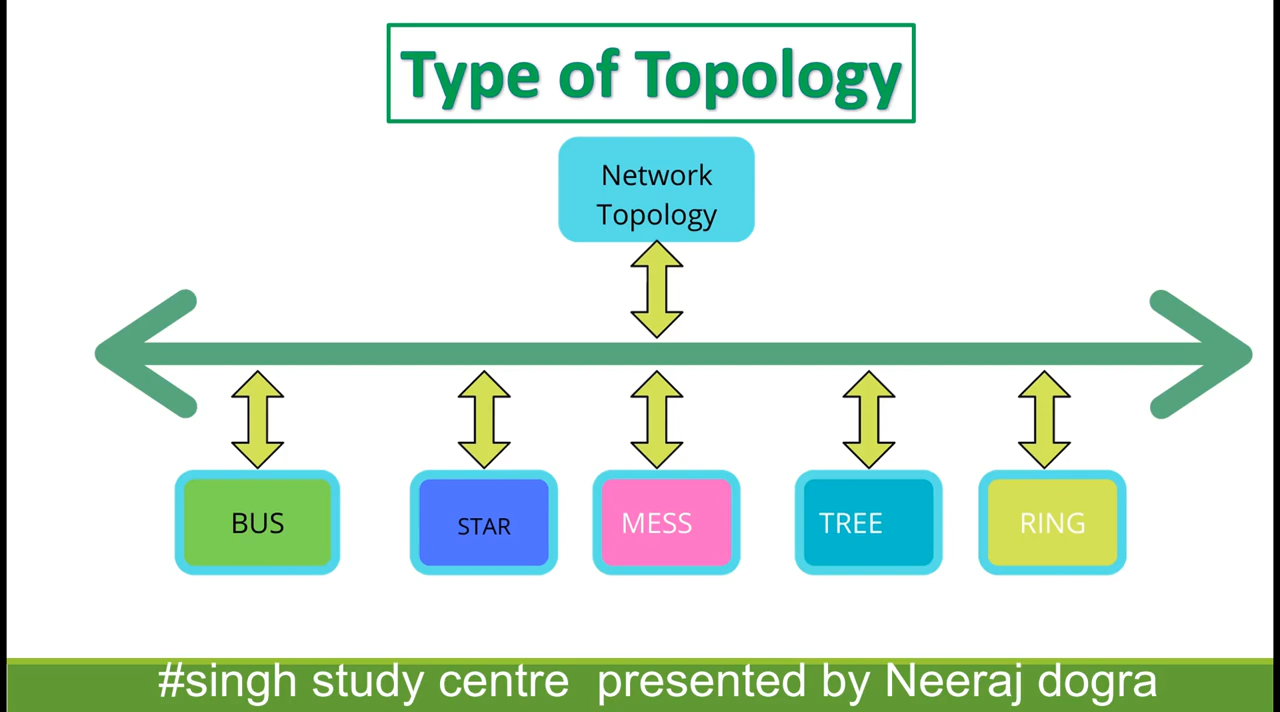 Type of Topology
Network
Topology
BUS
STAR
MESS
TREE
RING
#singh study centre  presented by Neeraj dogra